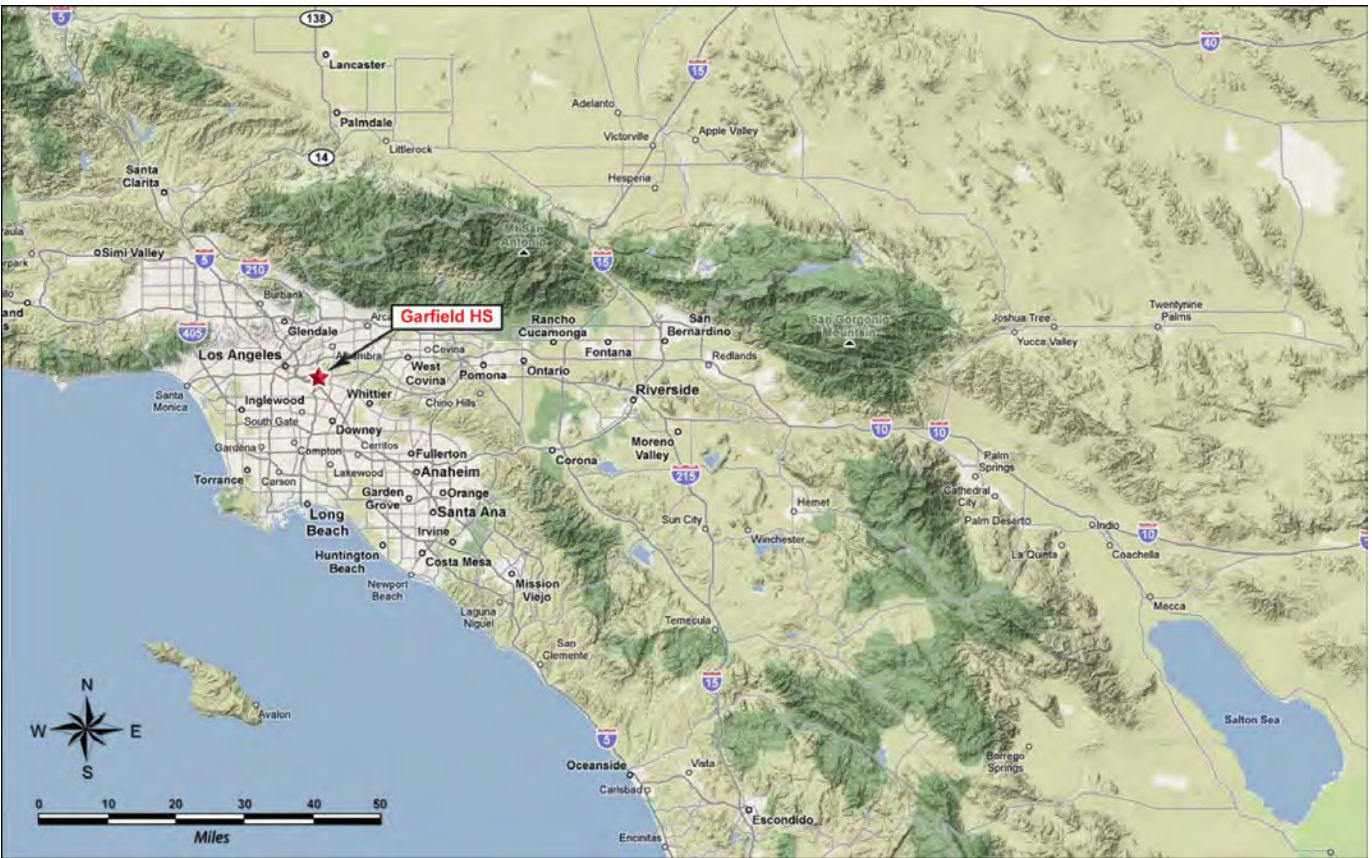 5
138
Lancaster
15
40
Adelanto
Palmdale
Victorville
Apple Valley
Littlerock
14
Santa
Clarita
Hesperia
Mt San
Antonio
Simi Valley
5
210
15
Burbank
Twentynine
Palms
Garfield HS
Rancho
Cucamonga
San
Bernardino
San Gorgonio
Mountain
Joshua Tree
Yucca Valley
405
Glendale
Alhambra
Covina
Fontana
Los Angeles
West
Covina
Pomona
Ontario
Redlands
Santa
Monica
Whittier
Chino Hills
Riverside
Inglewood
South Gate
Downey
10
10
Gardena
Compton
Cerritos
Fullerton
Corona
Moreno
Valley
Palm
Springs
Torrance
Carson
Lakewood
Anaheim
215
Cathedral
City
Garden
Grove
Orange
Hemet
Long
Beach
Santa Ana
Sun City
Winchester
Palm Desert
Indio
10
Irvine
Huntington
Beach
Costa Mesa
La Quinta
Coachella
Newport
Beach
Mission
Viejo
Mecca
Laguna
Niguel
Temecula
San
Clemente
15
N
W
E
S
Avalon
Salton Sea
5
Borrego
Springs
Oceanside
Vista
Carlsbad
0 10 20 30 40 50
Miles
Escondido
Encinitas